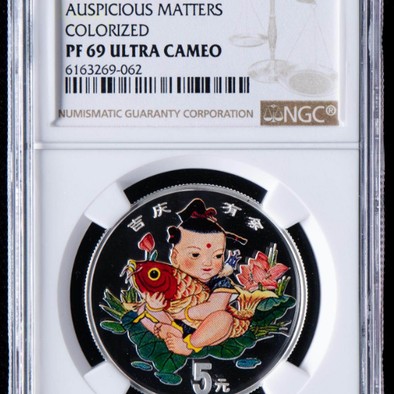 AUSPICIOUS MATTERS
COLORIZED
PF 69 ULTRA CAMEO
6163269-062
NUMISMATIC GUARANTY CORPORATION NGC®
吉庆有余
5元